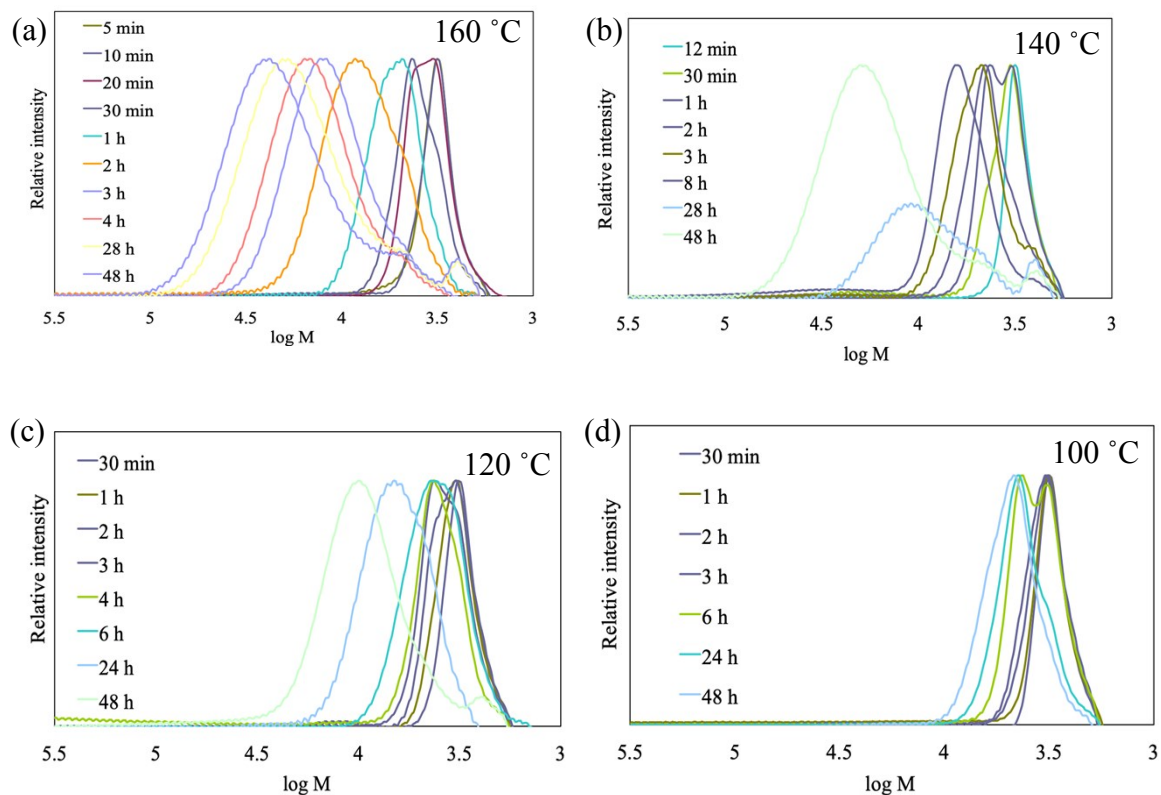 (a)
160 ˚C
5 min
10 min
20 min
30 min
1 h
2 h
3 h
4 h
28 h
48 h
Relative intensity
5.5 5 4.5 4 3.5 3
log M
(b)
140 ˚C
12 min
30 min
1 h
2 h
3 h
8 h
28 h
48 h
Relative intensity
5.5 5 4.5 4 3.5 3
log M
(c)
120 ˚C
30 min
1 h
2 h
3 h
4 h
6 h
24 h
48 h
Relative intensity
5.5 5 4.5 4 3.5 3
log M
(d)
100 ˚C
30 min
1 h
2 h
3 h
6 h
24 h
48 h
Relative intensity
5.5 5 4.5 4 3.5 3
log M